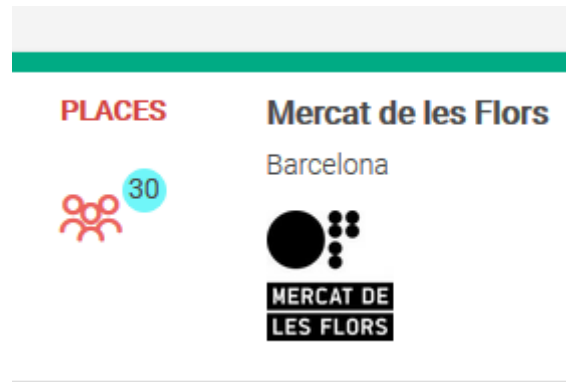 PLACES
30
Mercat de les Flors
Barcelona
MERCAT DE
LES FLORS